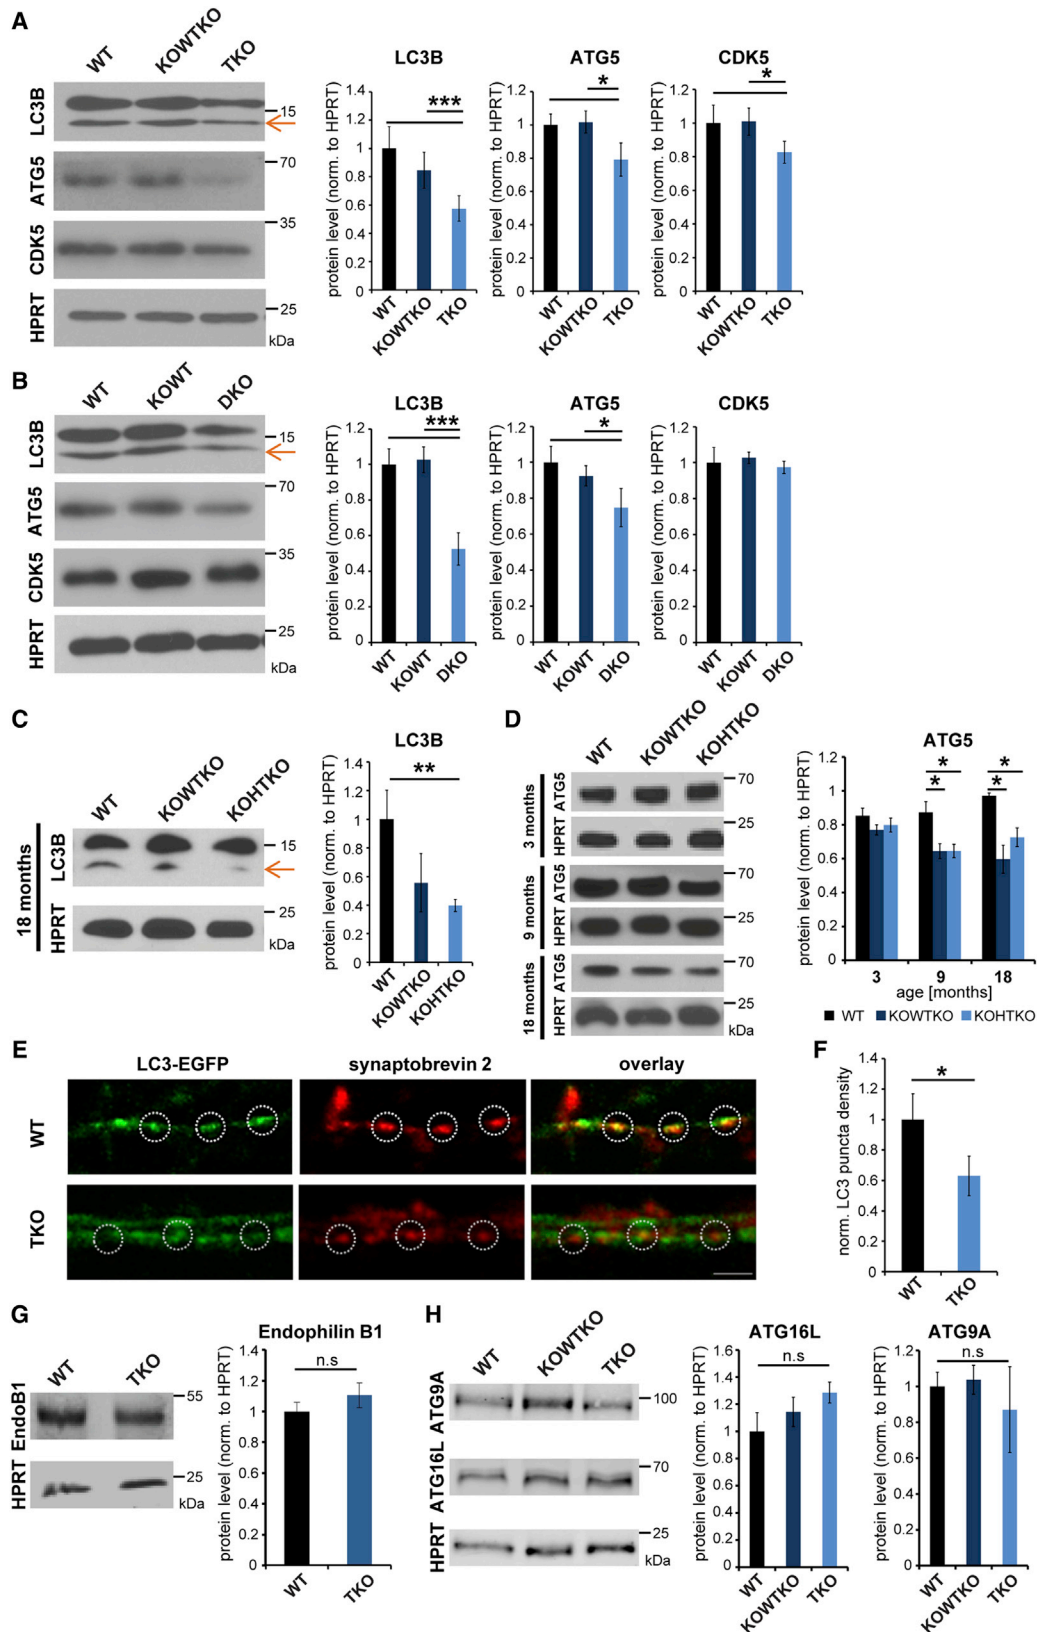 A
WT
KOWTKO
TKO
LC3B
15
ATG5
70
CDK5
35
HPRT
25
kDa
LC3B
protein level (norm. to HPRT)
1.4
1.2
1
0.8
0.6
0.4
0.2
0
***
WT
KOWTKO
TKO
ATG5
protein level (norm. to HPRT)
1.2
1
0.8
0.6
0.4
0.2
0
*
WT
KOWTKO
TKO
CDK5
protein level (norm. to HPRT)
1.2
1
0.8
0.6
0.4
0.2
0
*
WT
KOWTKO
TKO
B
WT
KOWT
DKO
LC3B
15
ATG5
70
CDK5
35
HPRT
25
kDa
LC3B
protein level (norm. to HPRT)
1.2
1
0.8
0.6
0.4
0.2
0
***
WT
KOWT
DKO
ATG5
protein level (norm. to HPRT)
1.2
1
0.8
0.6
0.4
0.2
0
*
WT
KOWT
DKO
CDK5
protein level (norm. to HPRT)
1.2
1
0.8
0.6
0.4
0.2
0
WT
KOWT
DKO
C
WT
KOWTKO
KOHTKO
18 months
LC3B
15
HPRT
25
kDa
LC3B
protein level (norm. to HPRT)
1.4
1.2
1
0.8
0.6
0.4
0.2
0
**
WT
KOWTKO
KOHTKO
D
WT
KOWTKO
KOHTKO
3 months
ATG5
70
HPRT
25
9 months
ATG5
70
HPRT
25
18 months
ATG5
70
HPRT
25
kDa
ATG5
protein level (norm. to HPRT)
1.2
1
0.8
0.6
0.4
0.2
0
*
*
*
*
3 9 18
age [months]
WT KOWTKO KOHTKO
E
LC3-EGFP synaptobrevin 2 overlay
WT
TKO
F
norm. LC3 puncta density
1.4
1.2
1
0.8
0.6
0.4
0.2
0
*
WT
TKO
G
WT
TKO
EndoB1
55
HPRT
25
kDa
Endophilin B1
protein level (norm. to HPRT)
1.4
1.2
1
0.8
0.6
0.4
0.2
0
n.s
WT
TKO
H
WT
KOWTKO
TKO
ATG9A
100
ATG16L
70
HPRT
25
kDa
ATG16L
protein level (norm. to HPRT)
1.6
1.4
1.2
1
0.8
0.6
0.4
0.2
0
n.s
WT
KOWTKO
TKO
ATG9A
protein level (norm. to HPRT)
1.2
1
0.8
0.6
0.4
0.2
0
n.s
WT
KOWTKO
TKO